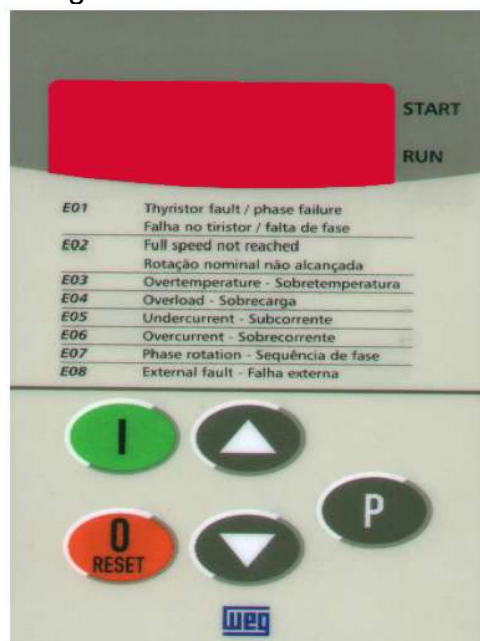 START
RUN
E01 Thyristor fault / phase failure
Falha no tiristor / falta de fase
E02 Full speed not reached
Rotação nominal não alcançada
E03 Overtemperature - Sobretemperatura
E04 Overload - Sobrecarga
E05 Undercurrent - Subcorrente
E06 Overcurrent - Sobrecorrente
E07 Phase rotation - Sequência de fase
E08 External fault - Falha externa
I
P
0
RESET
WEG